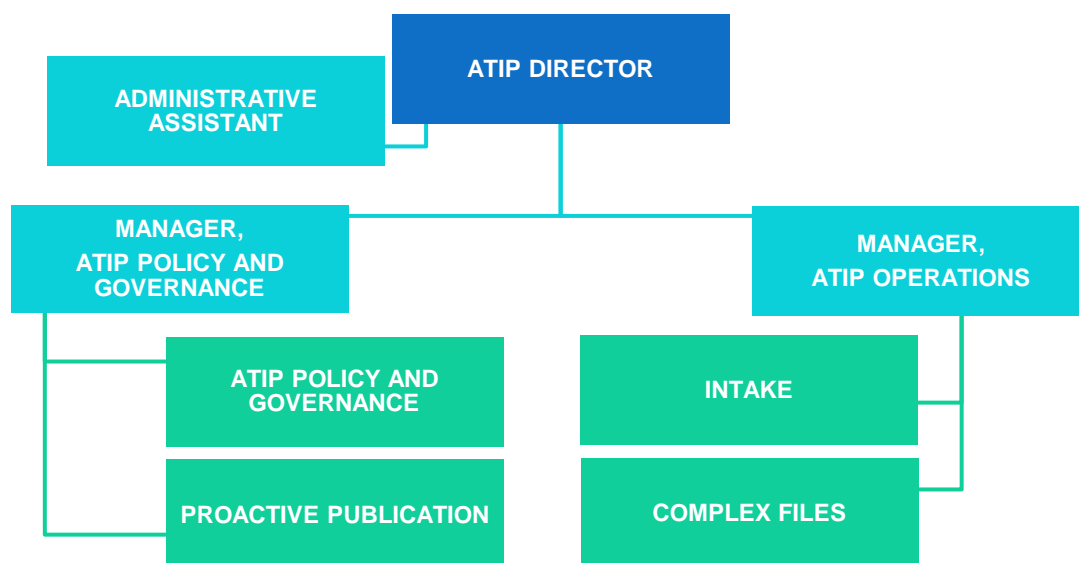 ATIP DIRECTOR
ADMINISTRATIVE
ASSISTANT
MANAGER,
ATIP POLICY AND
GOVERNANCE
MANAGER,
ATIP OPERATIONS
ATIP POLICY AND
GOVERNANCE
INTAKE
PROACTIVE PUBLICATION
COMPLEX FILES